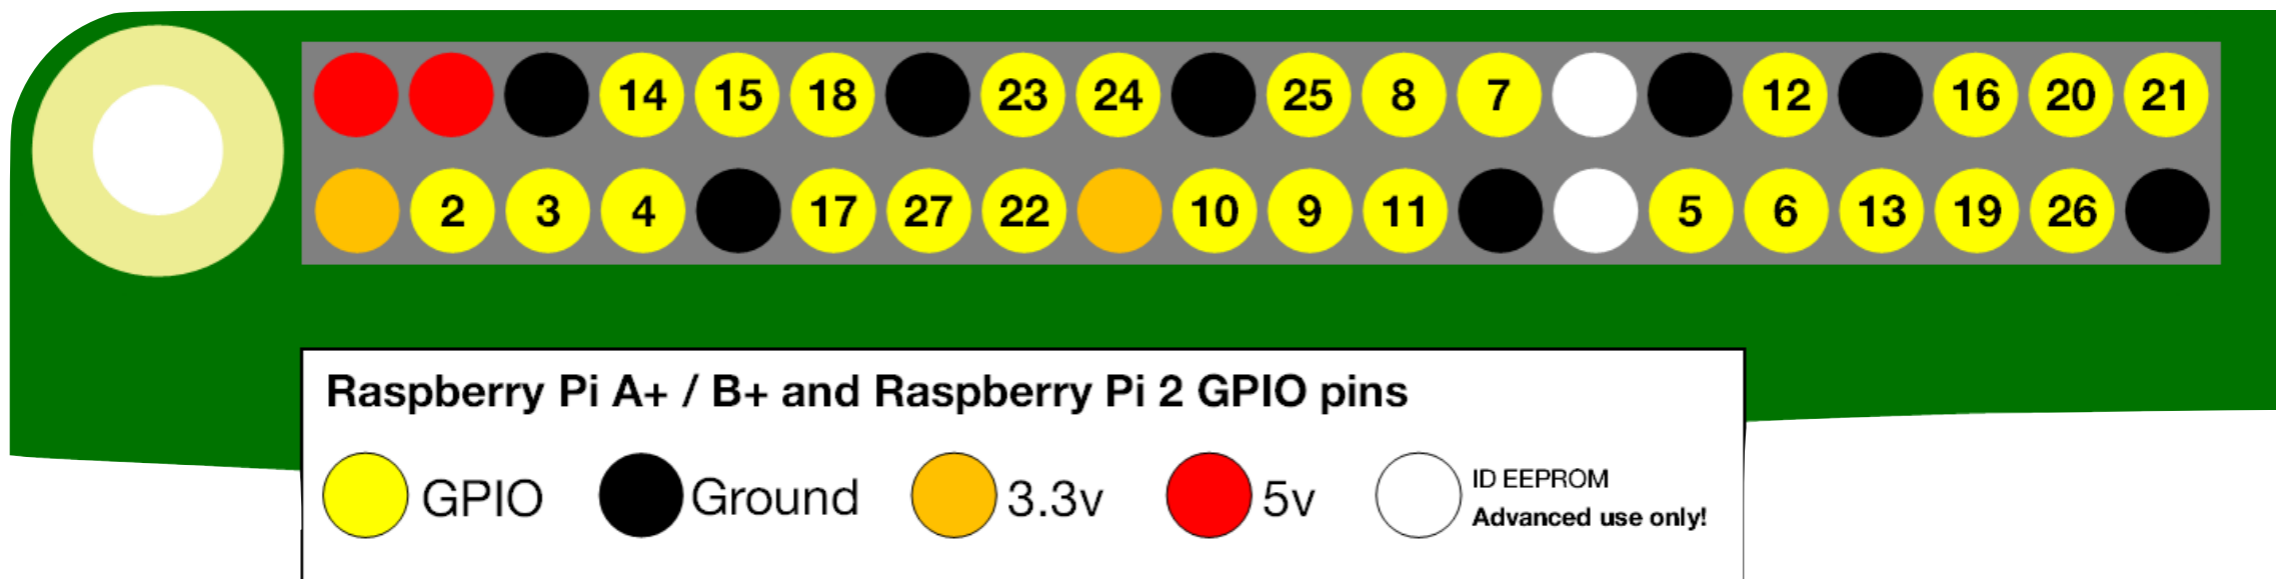 14 15 18 23 24 25 8 7 12 16 20 21
2 3 4 17 27 22 10 9 11 5 6 13 19 26
Raspberry Pi A+ / B+ and Raspberry Pi 2 GPIO pins
GPIO Ground 3.3v 5v ID EEPROM
Advanced use only!